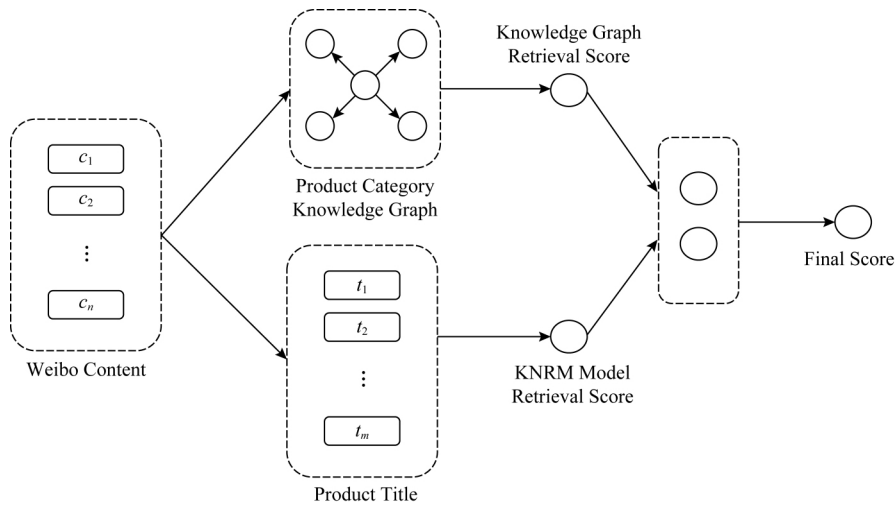 Knowledge Graph
Retrieval Score
c1
c2
⋮
cn
Weibo Content
Product Category
Knowledge Graph
t1
t2
⋮
tm
Product Title
KNRM Model
Retrieval Score
Final Score